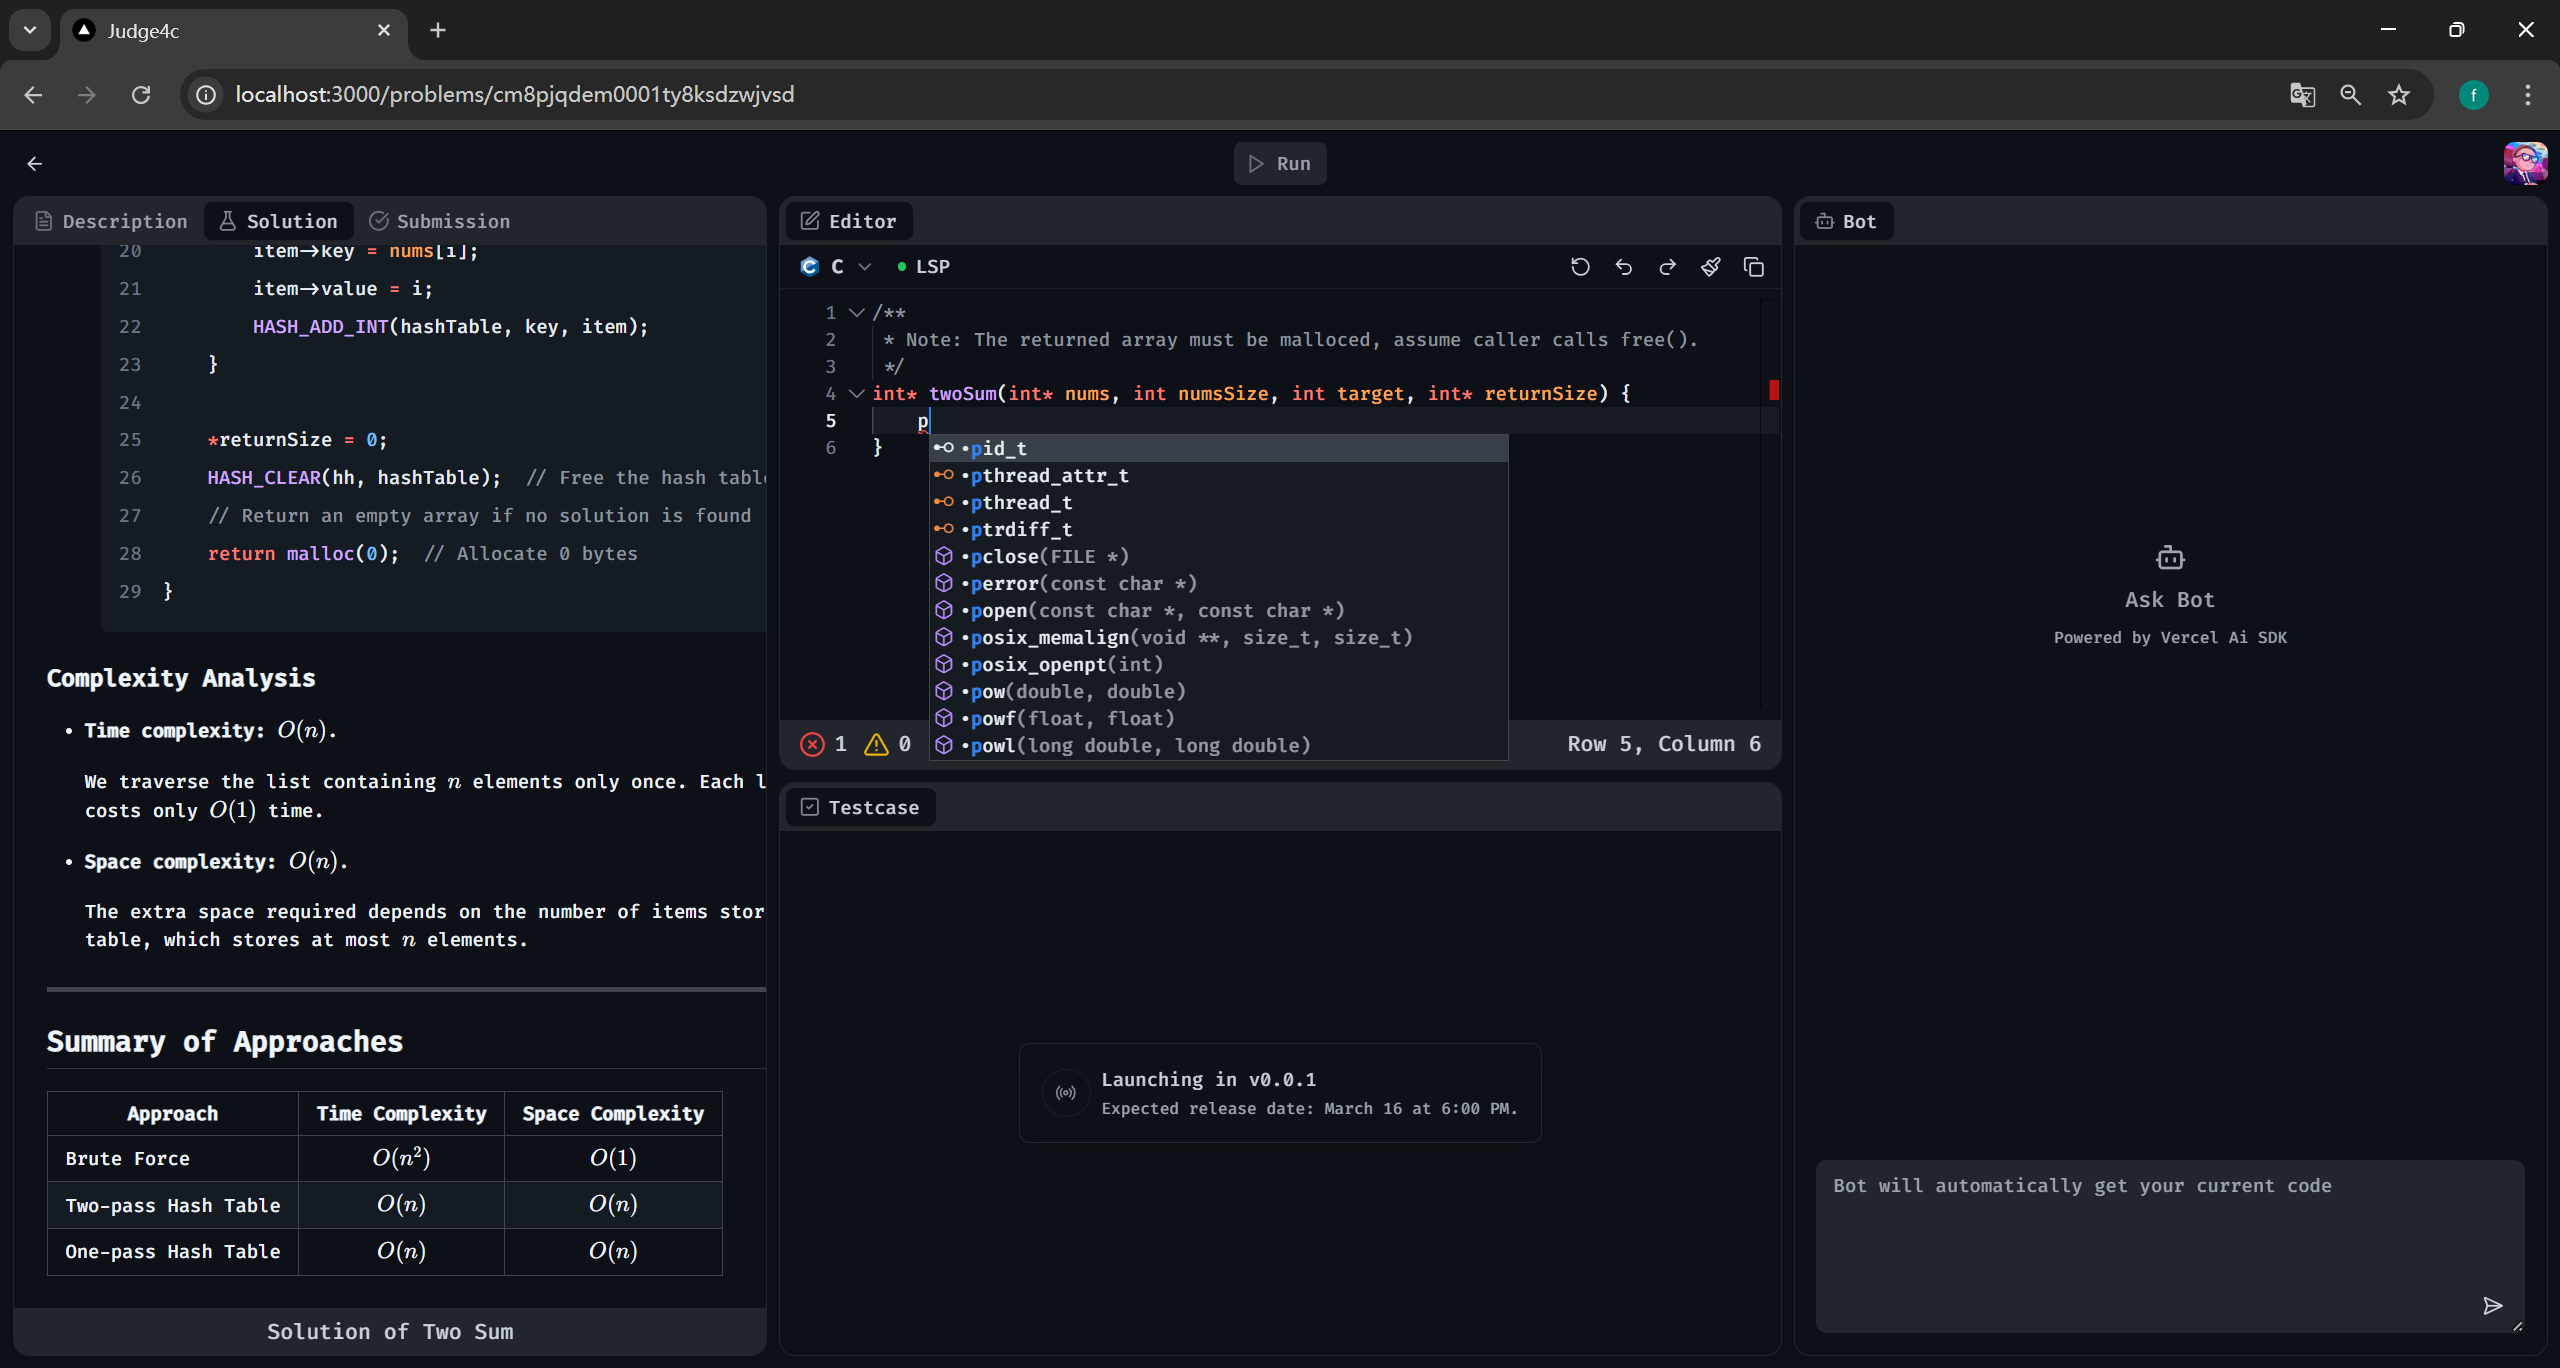 Judge4c
localhost:3000/problems/cm8pjqdem0001ty8ksdzwjvsd
f
Run
Description
Solution
Submission
20 item->key = nums[i];
21 item->value = i;
22 HASH_ADD_INT(hashTable, key, item);
23 }
24
25 *returnSize = 0;
26 HASH_CLEAR(hh, hashTable); // Free the hash table
27 // Return an empty array if no solution is found
28 return malloc(0); // Allocate 0 bytes
29 }
Complexity Analysis
• Time complexity: O(n).
We traverse the list containing n elements only once. Each l
costs only O(1) time.
• Space complexity: O(n).
The extra space required depends on the number of items stor
table, which stores at most n elements.
Summary of Approaches
Approach Time Complexity Space Complexity
Brute Force O(n²) O(1)
Two-pass Hash Table O(n) O(n)
One-pass Hash Table O(n) O(n)
Solution of Two Sum
Editor
C LSP
1 /**
2 * Note: The returned array must be malloced, assume caller calls free().
3 */
4 int* twoSum(int* nums, int numsSize, int target, int* returnSize) {
5 p
6 }
•pid_t
•pthread_attr_t
•pthread_t
•ptrdiff_t
•pclose(FILE *)
•perror(const char *)
•popen(const char *, const char *)
•posix_memalign(void **, size_t, size_t)
•posix_openpt(int)
•pow(double, double)
•powf(float, float)
•powl(long double, long double)
1 0
Row 5, Column 6
Testcase
Launching in v0.0.1
Expected release date: March 16 at 6:00 PM.
Bot
Ask Bot
Powered by Vercel Ai SDK
Bot will automatically get your current code